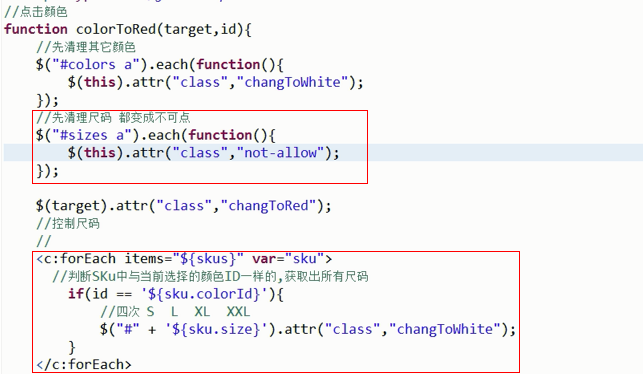 //点击颜色
function colorToRed(target,id){
//先清理其它颜色
$("#colors a").each(function(){
$(this).attr("class","changToWhite");
});
//先清理尺码 都变成不可点
$("#sizes a").each(function(){
$(this).attr("class","not-allow");
});
$(target).attr("class","changToRed");
//控制尺码
//
<c:forEach items="${skus}" var="sku">
//判断SKu中与当前选择的颜色ID一样的,获取出所有尺码
if(id == '${sku.colorId}'){
//四次 S L XL XXL
$("#" + '${sku.size}').attr("class","changToWhite");
}
</c:forEach>